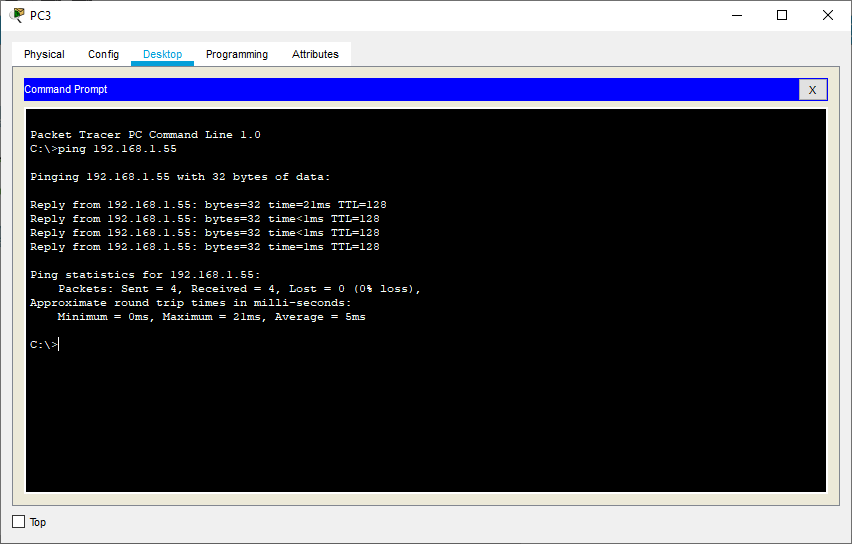 PC3
Physical Config Desktop Programming Attributes
Command Prompt
X
Packet Tracer PC Command Line 1.0
C:\>ping 192.168.1.55
Pinging 192.168.1.55 with 32 bytes of data:
Reply from 192.168.1.55: bytes=32 time=21ms TTL=128
Reply from 192.168.1.55: bytes=32 time<1ms TTL=128
Reply from 192.168.1.55: bytes=32 time<1ms TTL=128
Reply from 192.168.1.55: bytes=32 time=1ms TTL=128
Ping statistics for 192.168.1.55:
    Packets: Sent = 4, Received = 4, Lost = 0 (0% loss),
Approximate round trip times in milli-seconds:
    Minimum = 0ms, Maximum = 21ms, Average = 5ms
C:\>
Top